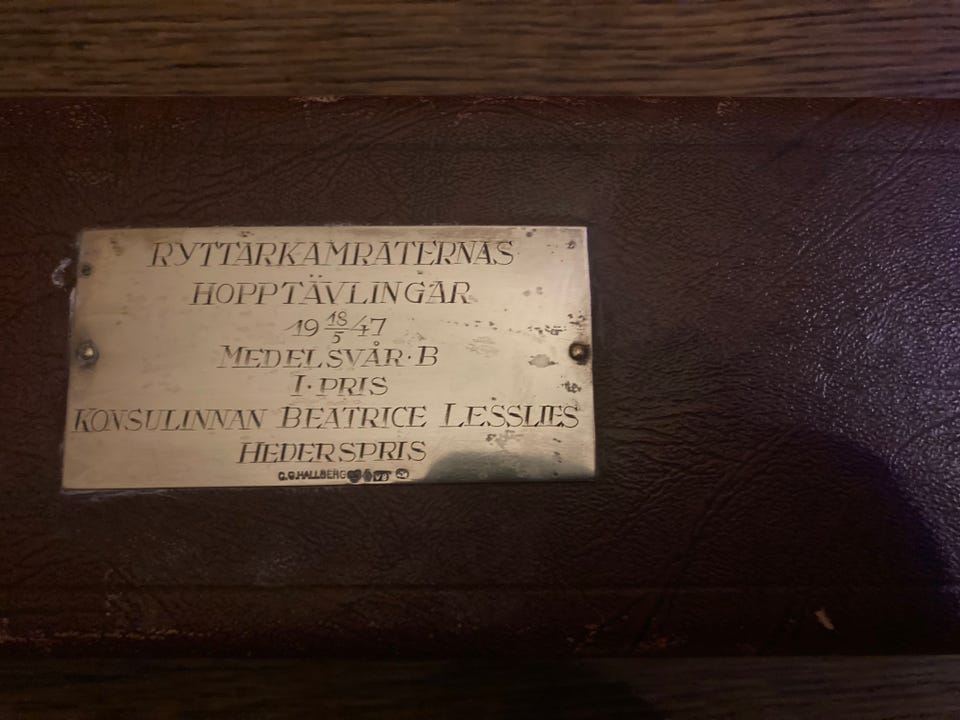 RYTTARKAMRATERNAS
HOPPTÄVLINGAR
19 18/5 47
MEDELSVÅR·B
I·PRIS
KONSULINNAN BEATRICE LESSLIES
HEDERSPRIS
C.G.HALLBERG